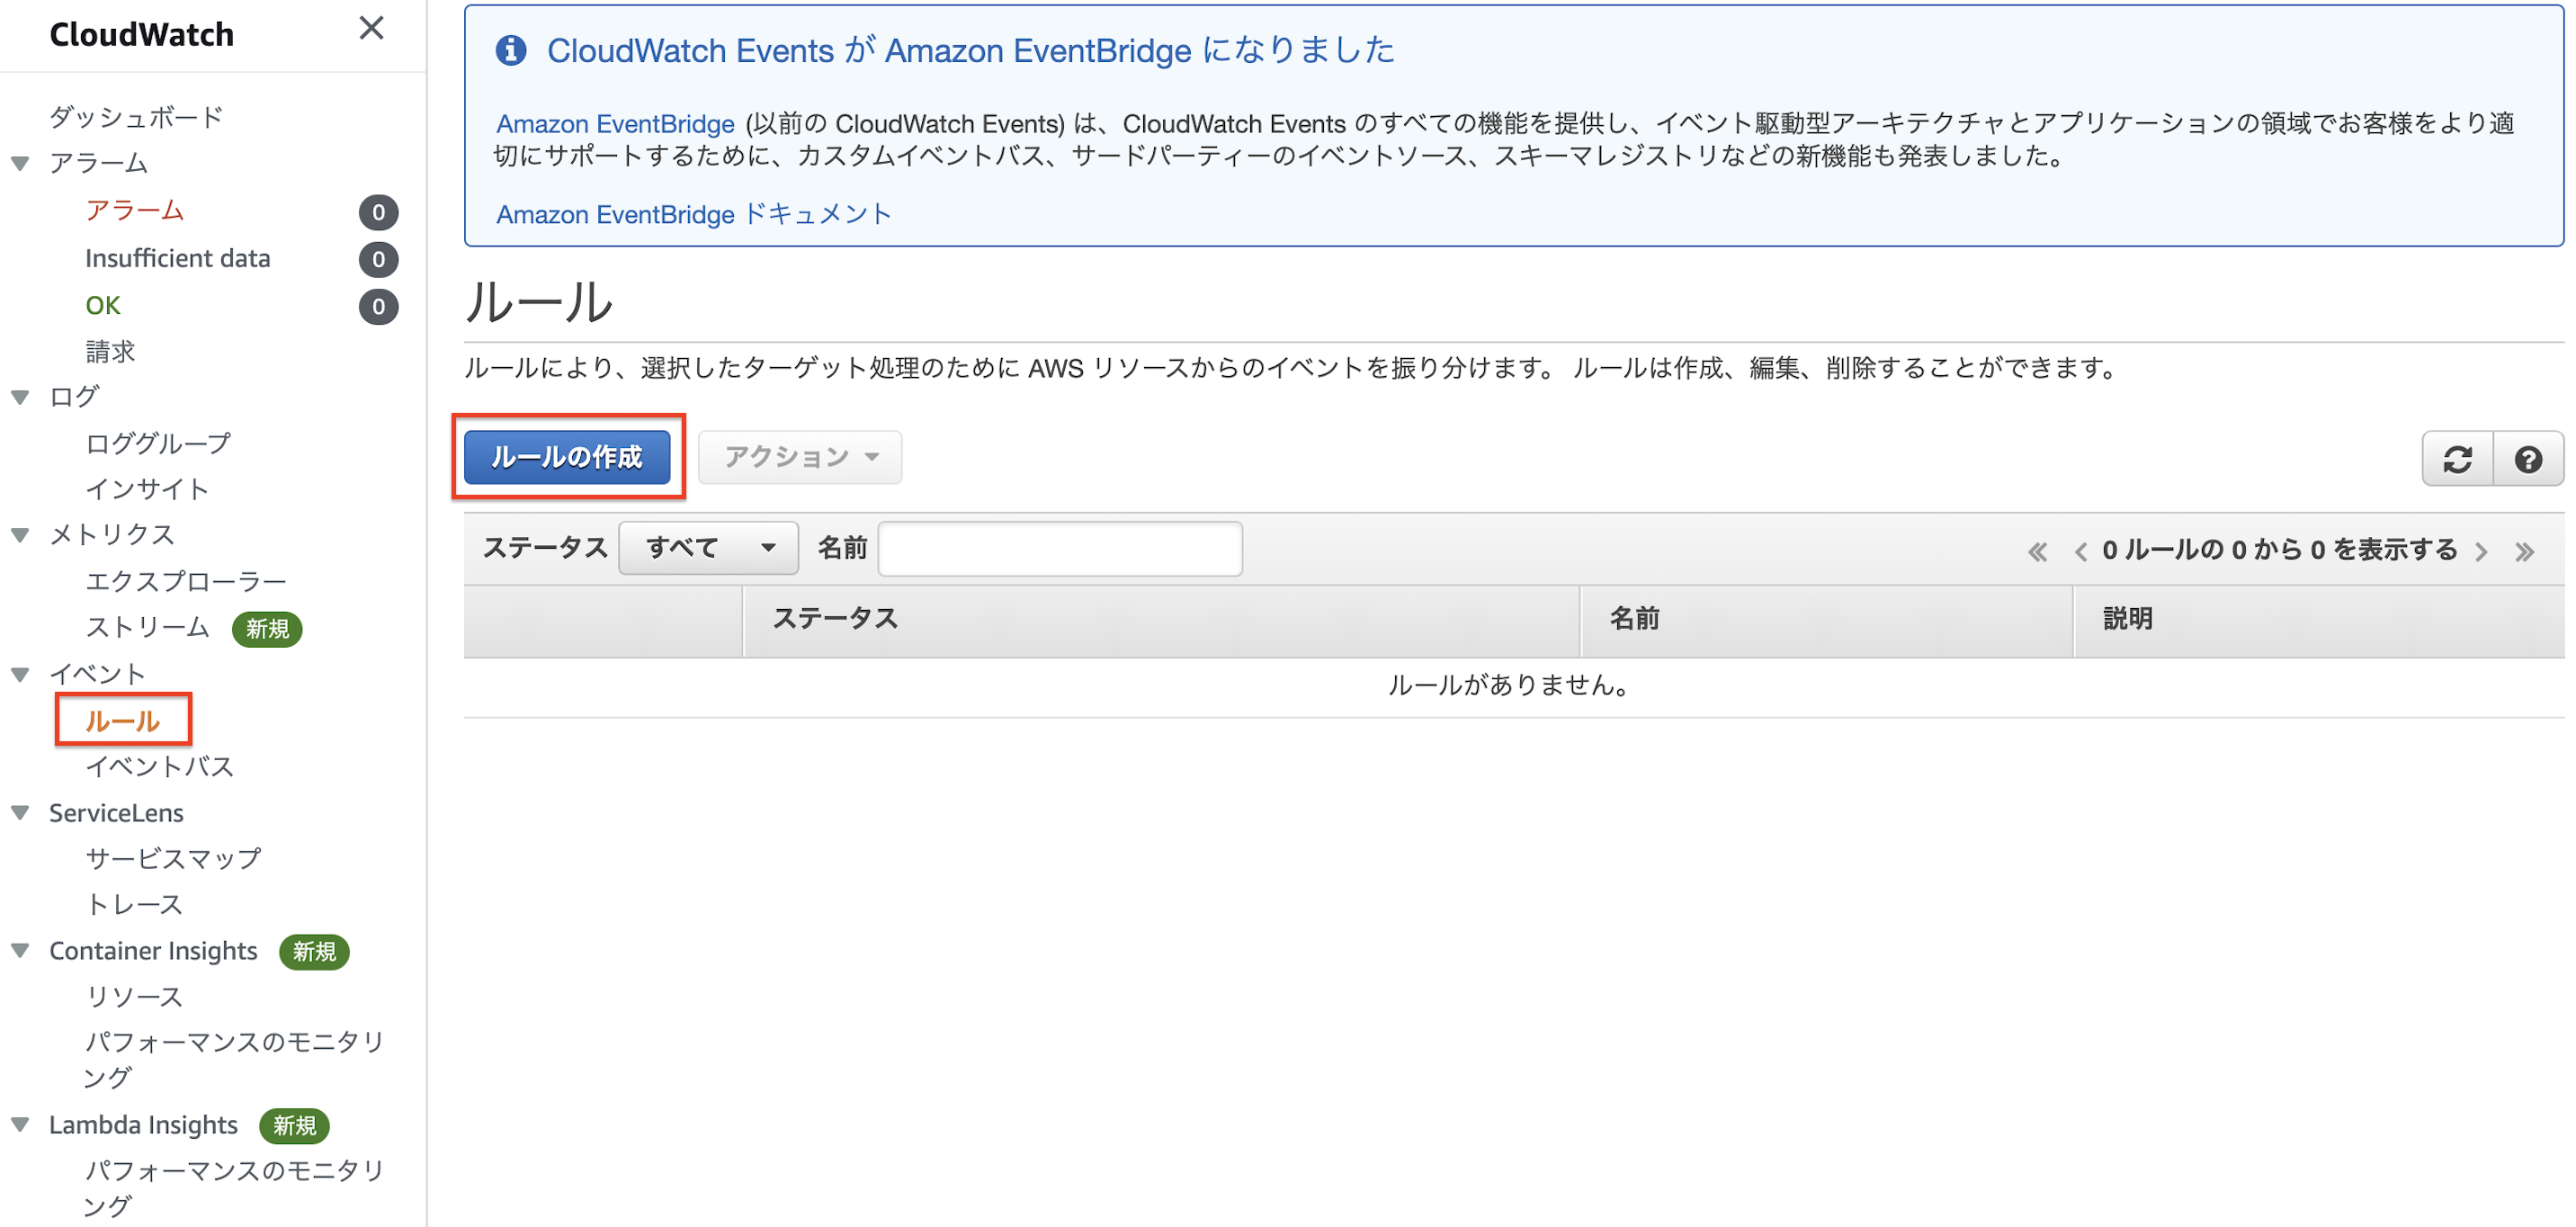 CloudWatch
ダッシュボード
アラーム
アラーム 0
Insufficient data 0
OK 0
請求
ログ
ロググループ
インサイト
メトリクス
エクスプローラー
ストリーム 新規
イベント
ルール
イベントバス
ServiceLens
サービスマップ
トレース
Container Insights 新規
リソース
パフォーマンスのモニタリ
ング
Lambda Insights 新規
パフォーマンスのモニタリ
ング
CloudWatch Events が Amazon EventBridge になりました
Amazon EventBridge (以前の CloudWatch Events) は、CloudWatch Events のすべての機能を提供し、イベント駆動型アーキテクチャとアプリケーションの領域でお客様をより適
切にサポートするために、カスタムイベントバス、サードパーティーのイベントソース、スキーマレジストリなどの新機能も発表しました。
Amazon EventBridge ドキュメント
ルール
ルールにより、選択したターゲット処理のために AWS リソースからのイベントを振り分けます。 ルールは作成、編集、削除することができます。
ルールの作成 アクション
ステータス すべて 名前 « ‹ 0 ルールの 0 から 0 を表示する › »
ステータス 名前 説明
ルールがありません。